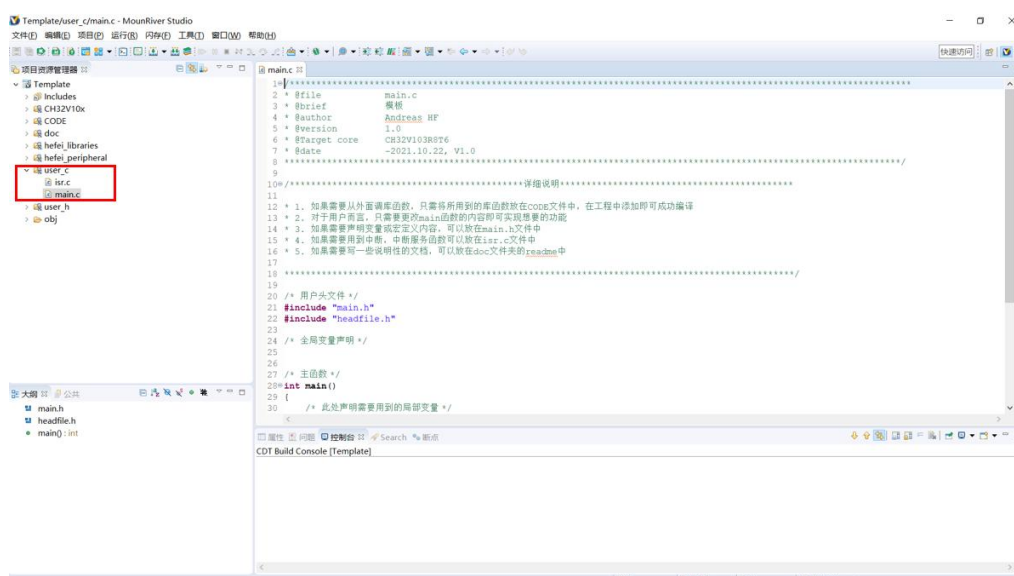 Template/user_c/main.c - MounRiver Studio
文件(F) 编辑(E) 项目(P) 运行(R) 闪存(F) 工具(T) 窗口(W) 帮助(H)
快速访问
项目资源管理器
Template
Includes
CH32V10x
CODE
doc
hefei_libraries
hefei_peripheral
user_c
isr.c
main.c
user_h
obj
大纲 公共
main.h
headfile.h
main() : int
main.c
1 /************************************************************************************************************************
2 * @file main.c
3 * @brief 模板
4 * @author Andreas HF
5 * @version 1.0
6 * @Target core CH32V103R8T6
7 * @date -2021.10.22, V1.0
8 ************************************************************************************************************************/
9
10 /********************************************详细说明********************************************
11
12 * 1. 如果需要从外面调库函数，只需将所用到的库函数放在CODE文件中，在工程中添加即可成功编译
13 * 2. 对于用户而言，只需要更改main函数的内容即可实现想要的功能
14 * 3. 如果需要声明变量或宏定义内容，可以放在main.h文件中
15 * 4. 如果需要用到中断，中断服务函数可以放在isr.c文件中
16 * 5. 如果需要写一些说明性的文档，可以放在doc文件夹的readme中
17
18 ****************************************************************************************************/
19
20 /* 用户头文件 */
21 #include "main.h"
22 #include "headfile.h"
23
24 /* 全局变量声明 */
25
26
27 /* 主函数 */
28 int main()
29 {
30 /* 此处声明需要用到的局部变量 */
属性 问题 控制台 Search 断点
CDT Build Console [Template]